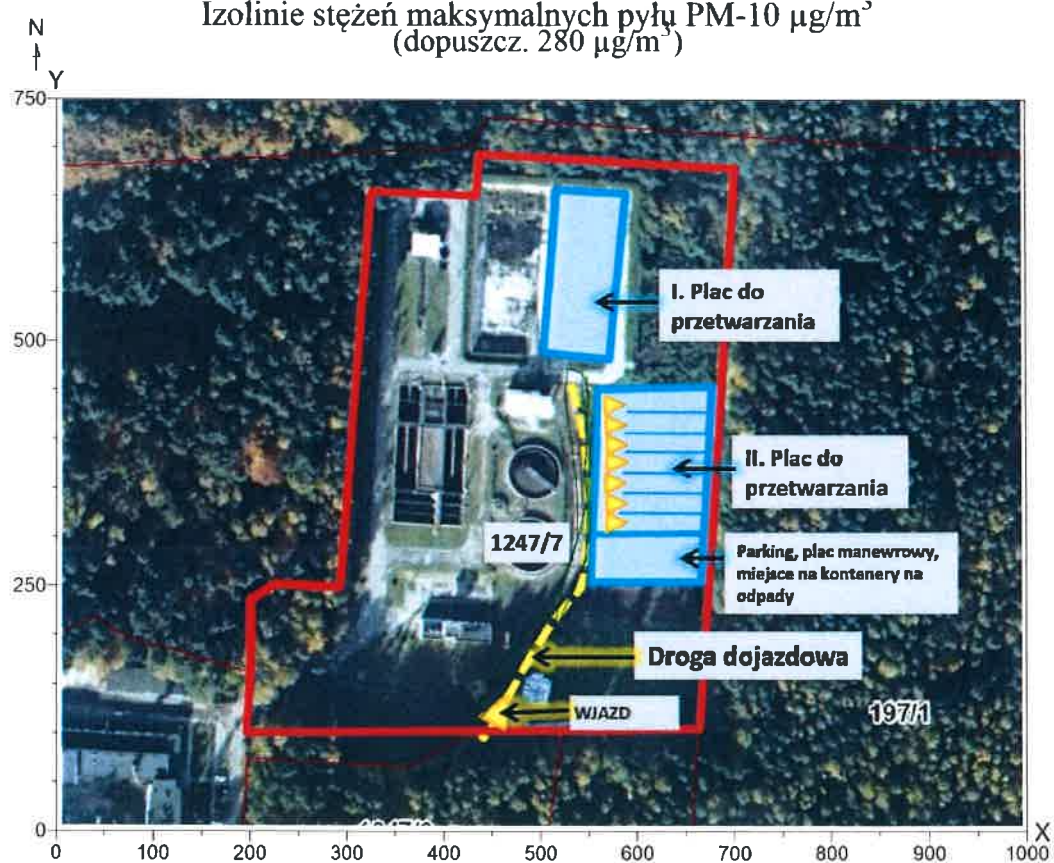 Izolinie stężeń maksymalnych pyłu PM-10 µg/m³
(dopuszcz. 280 µg/m³)
N
Y
750
I. Plac do
przetwarzania
500
II. Plac do
przetwarzania
1247/7
Parking, plac manewrowy,
miejsce na kontenery na
odpady
250
Droga dojazdowa
WJAZD
197/1
0
X
0 100 200 300 400 500 600 700 800 900 1000